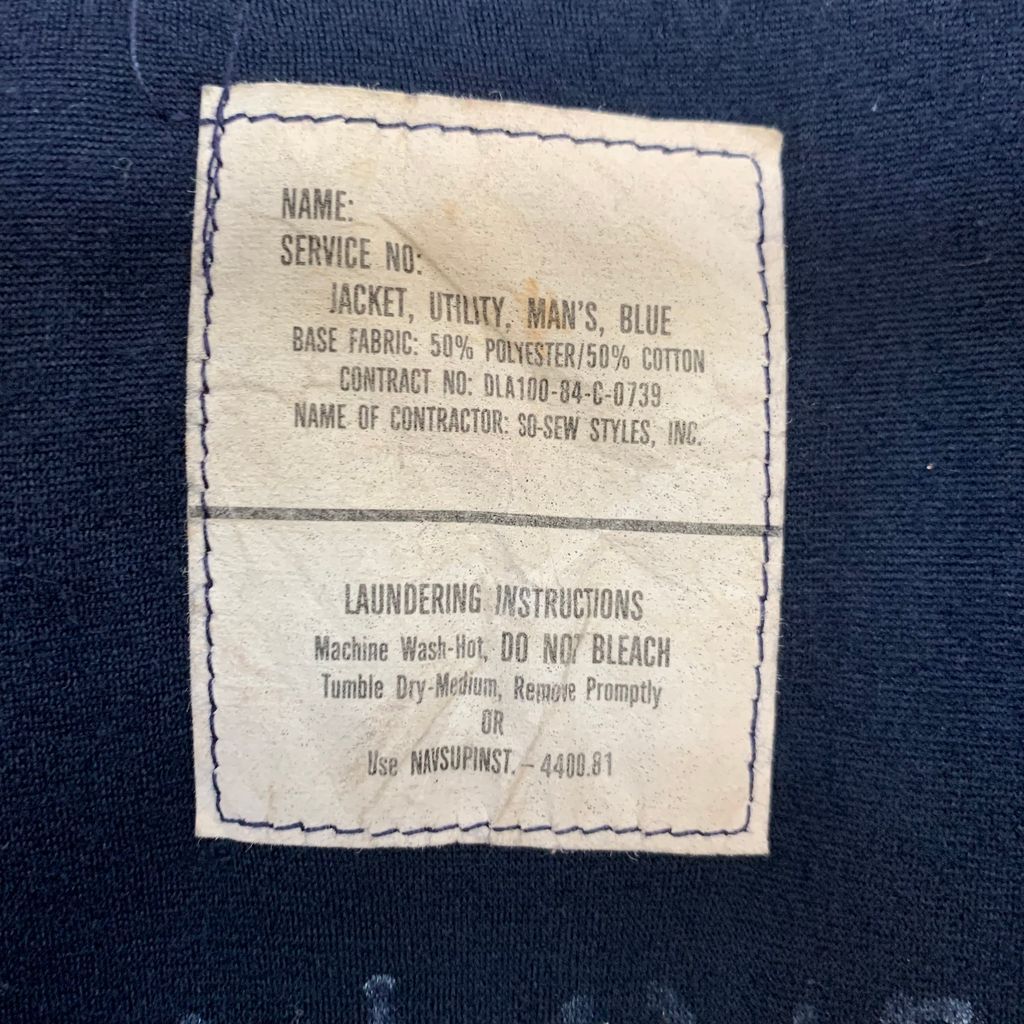 NAME:
SERVICE NO:
JACKET, UTILITY, MAN'S, BLUE
BASE FABRIC: 50% POLYESTER/50% COTTON
CONTRACT NO: DLA100-84-C-0739
NAME OF CONTRACTOR: SO-SEW STYLES, INC.
LAUNDERING INSTRUCTIONS
Machine Wash-Hot, DO NOT BLEACH
Tumble Dry-Medium, Remove Promptly
OR
Use NAVSUPINST. - 4400.81